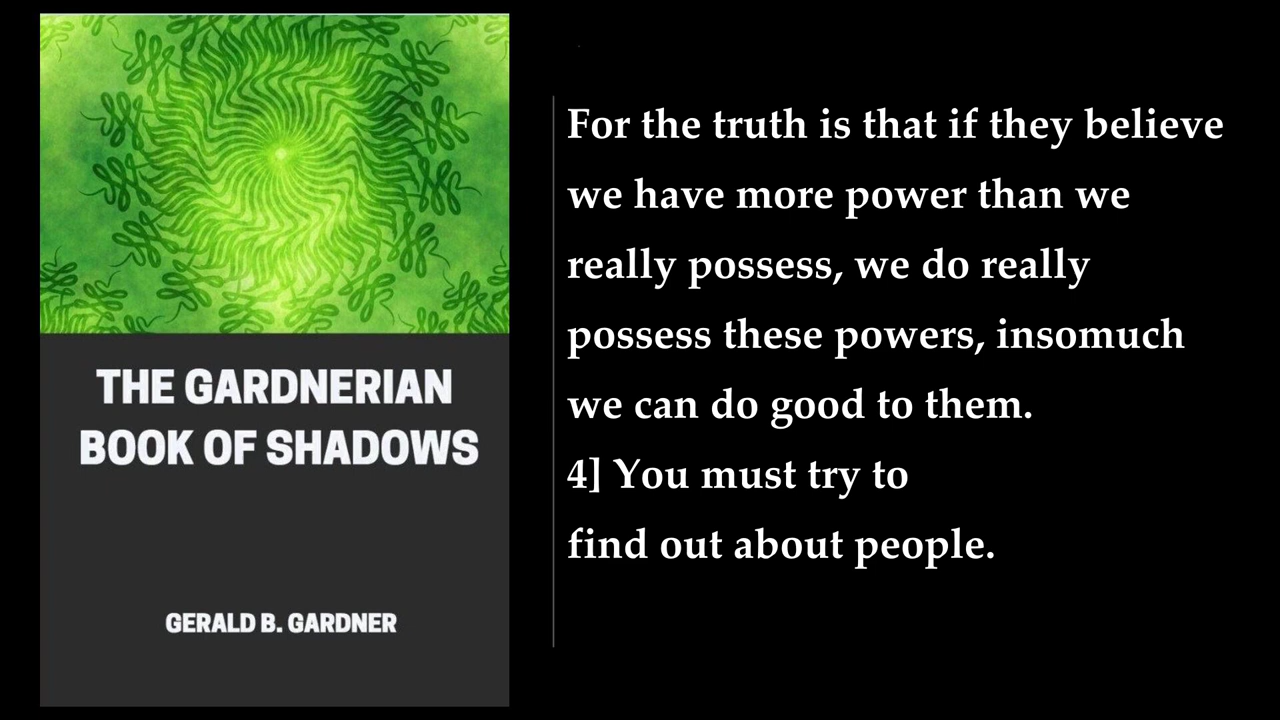 THE GARDNERIAN
BOOK OF SHADOWS
GERALD B. GARDNER
For the truth is that if they believe
we have more power than we
really possess, we do really
possess these powers, insomuch
we can do good to them.
4] You must try to
find out about people.